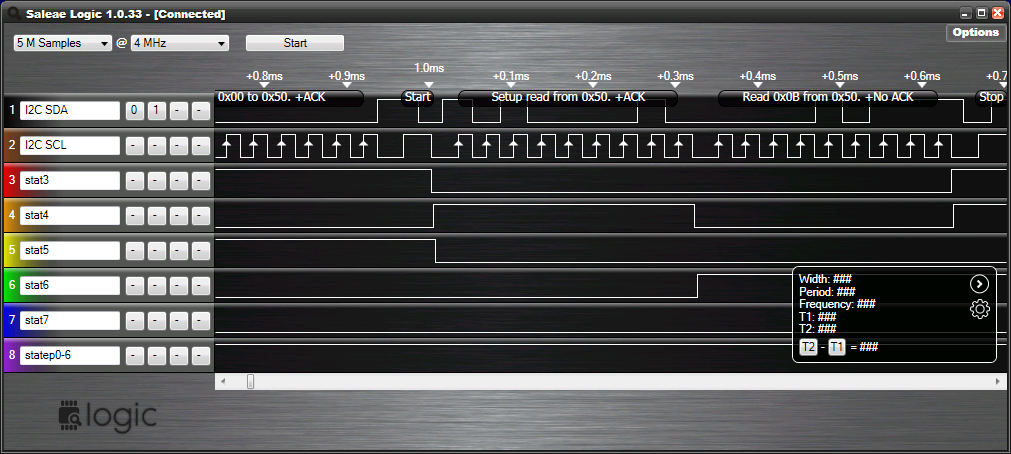 Saleae Logic 1.0.33 - [Connected]
Options
5 M Samples @ 4 MHz Start
1.0ms
+0.8ms +0.9ms +0.1ms +0.2ms +0.3ms +0.4ms +0.5ms +0.6ms +0.7
0x00 to 0x50. +ACK Start Setup read from 0x50. +ACK Read 0x0B from 0x50. +No ACK Stop
1 I2C SDA 0 1 - -
2 I2C SCL - - - -
3 stat3 - - - -
4 stat4 - - - -
5 stat5 - - - -
6 stat6 - - - -
7 stat7 - - - -
8 statep0-6 - - - -
Width: ###
Period: ###
Frequency: ###
T1: ###
T2: ###
T2 - T1 = ###
logic